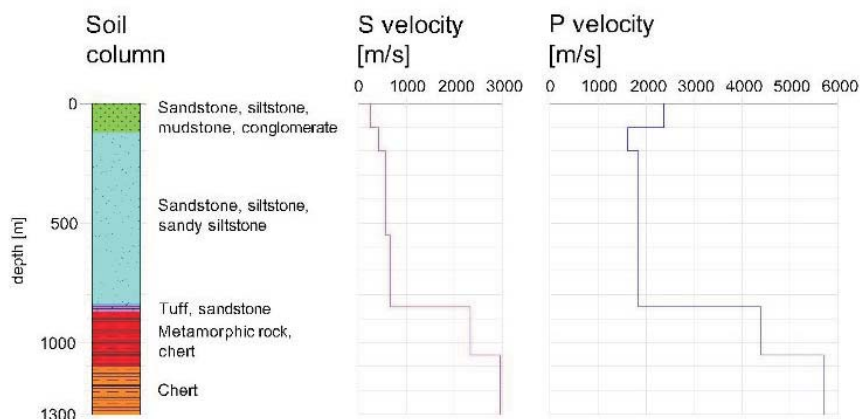 Soil
column
S velocity
[m/s]
P velocity
[m/s]
0 1000 2000 3000
0 1000 2000 3000 4000 5000 6000
0
Sandstone, siltstone,
mudstone, conglomerate
500
Sandstone, siltstone,
sandy siltstone
depth [m]
Tuff, sandstone
Metamorphic rock,
chert
1000
Chert
1300